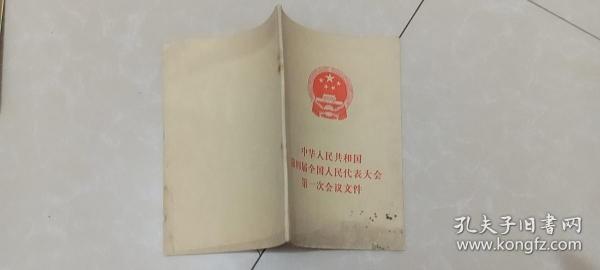 中华人民共和国
第四届全国人民代表大会
第一次会议文件
孔夫子旧书网
www.kongfz.com